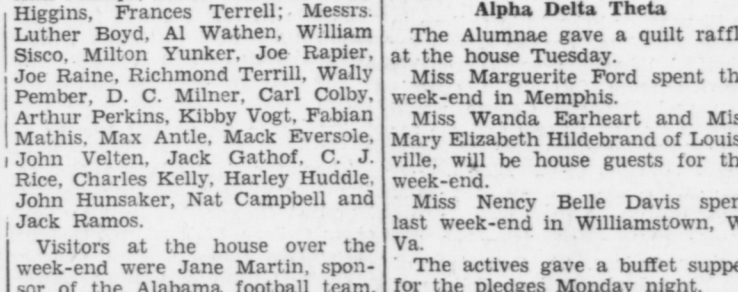 Higgins, Frances Terrell; Messrs.
Luther Boyd, Al Wathen, William
Sisco, Milton Yunker, Joe Rapier,
Joe Raine, Richmond Terrill, Wally
Pember, D. C. Milner, Carl Colby,
Arthur Perkins, Kibby Vogt, Fabian
Mathis, Max Antle, Mack Eversole,
John Velten, Jack Gathof, C. J.
Rice, Charles Kelly, Harley Huddle,
John Hunsaker, Nat Campbell and
Jack Ramos.
Visitors at the house over the
week-end were Jane Martin, spon-
sor of the Alabama football team,
Alpha Delta Theta
The Alumnae gave a quilt raffl
at the house Tuesday.
Miss Marguerite Ford spent th
week-end in Memphis.
Miss Wanda Earheart and Mis
Mary Elizabeth Hildebrand of Louis
ville, will be house guests for th
week-end.
Miss Nency Belle Davis spen
last week-end in Williamstown, W
Va.
The actives gave a buffet suppe
for the pledges Monday night.